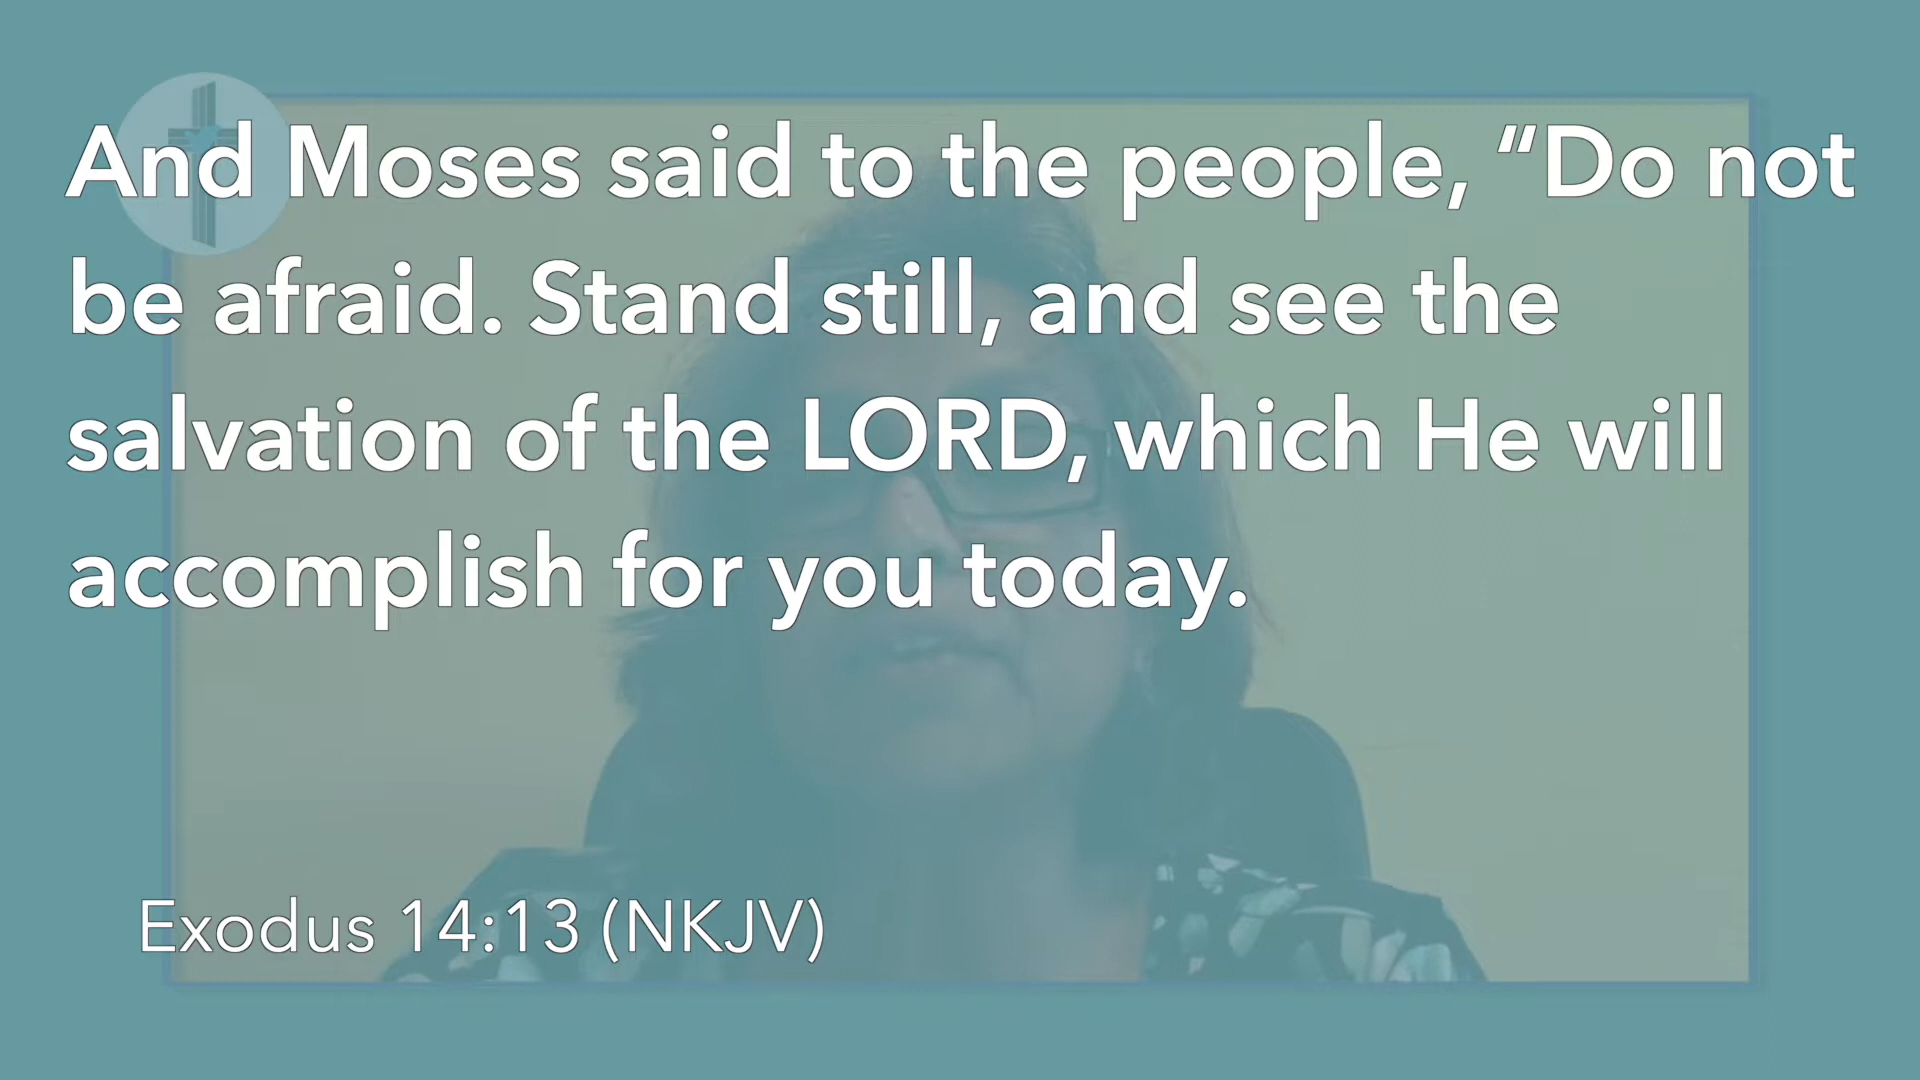 And Moses said to the people, “Do not
be afraid. Stand still, and see the
salvation of the LORD, which He will
accomplish for you today.
Exodus 14:13 (NKJV)